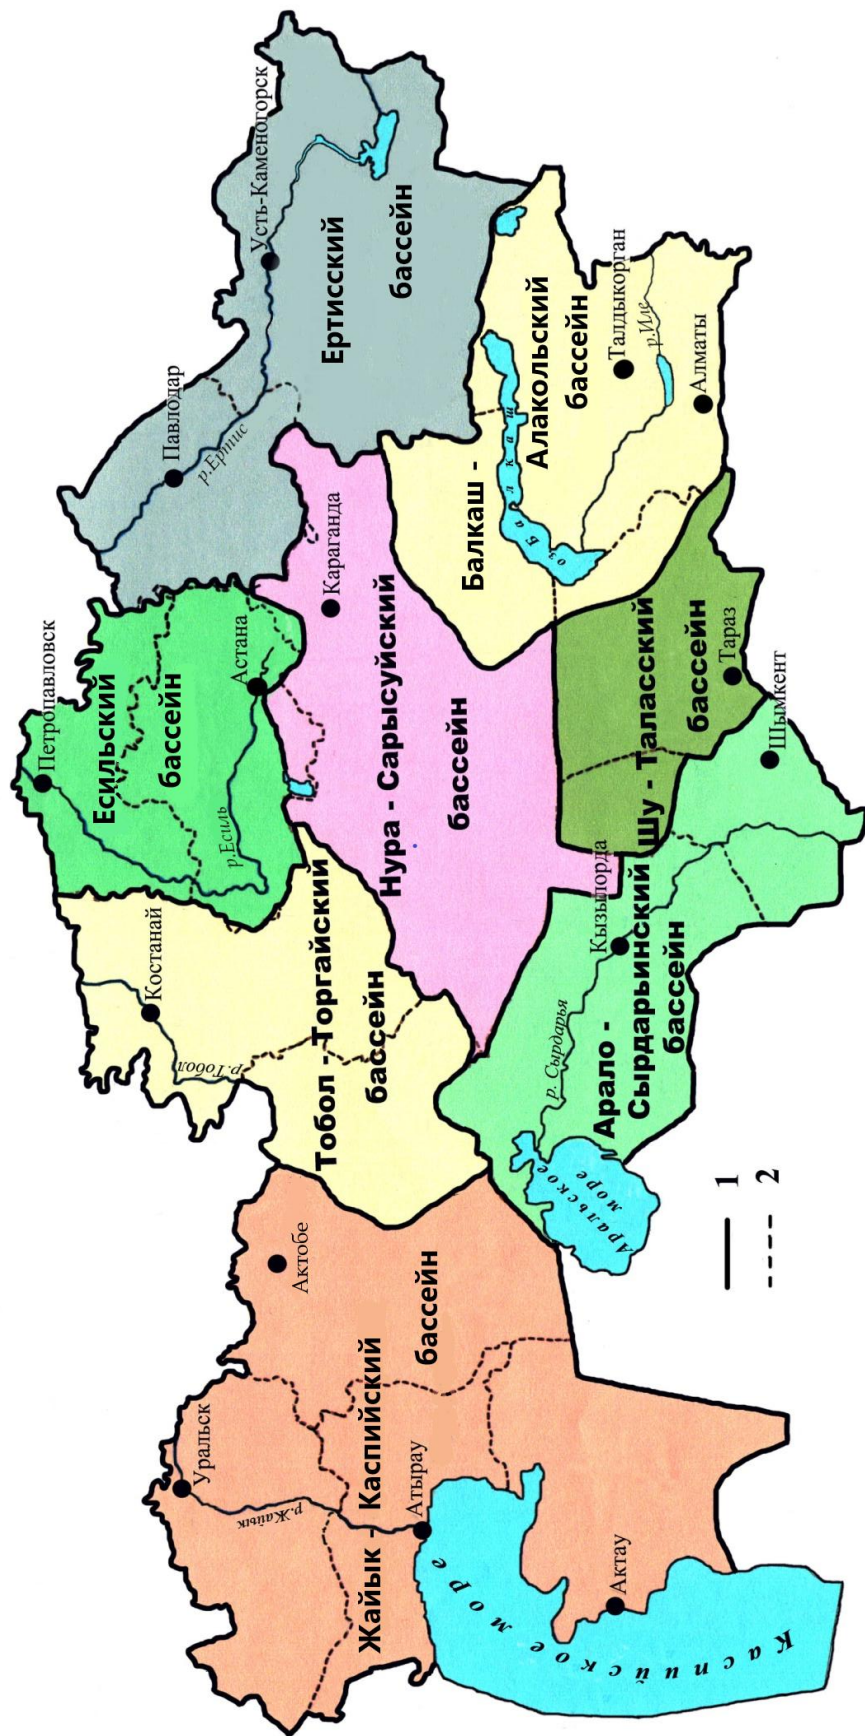 Петропавловск
Есильский
бассейн
Астана
р.Есиль
Павлодар
р.Ертис
Усть-Каменогорск
Ертисский
бассейн
Костанай
р.Тобол
Тобол - Торгайский
бассейн
Караганда
Нура - Сарысуйский
бассейн
Балкаш -
Алакольский
бассейн
оз Балкаш
Талдыкорган
р.Иле
Алматы
Уральск
р.Жайык
Актобе
Жайык - Каспийский
бассейн
Атырау
Актау
Каспийское море
Аральское
море
Арало -
Сырдарьинский
бассейн
р. Сырдарья
Кызылорда
Шу - Таласский
бассейн
Тараз
Шымкент
1
2